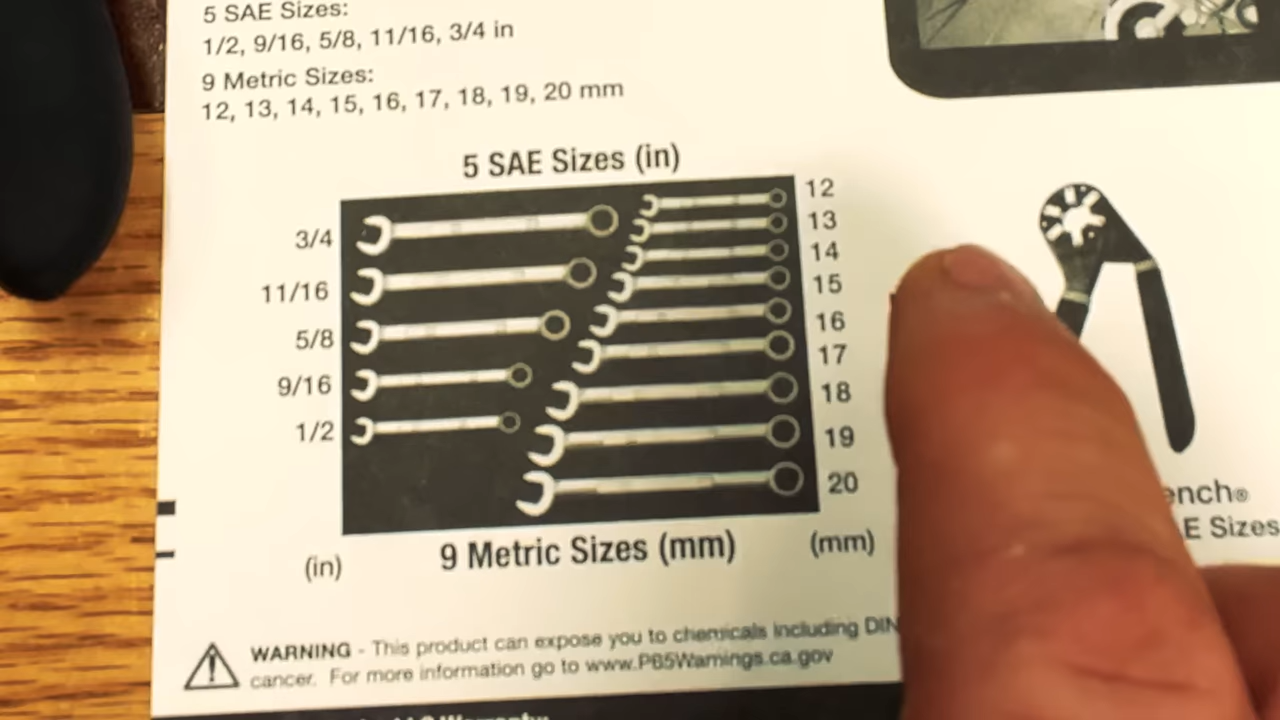 5 SAE Sizes:
1/2, 9/16, 5/8, 11/16, 3/4 in
9 Metric Sizes:
12, 13, 14, 15, 16, 17, 18, 19, 20 mm
5 SAE Sizes (in)
3/4
11/16
5/8
9/16
1/2
12
13
14
15
16
17
18
19
20
(in)
9 Metric Sizes (mm)
(mm)
ench®
E Sizes
WARNING - This product can expose you to chemicals including DIN
cancer. For more information go to www.P65Warnings.ca.gov